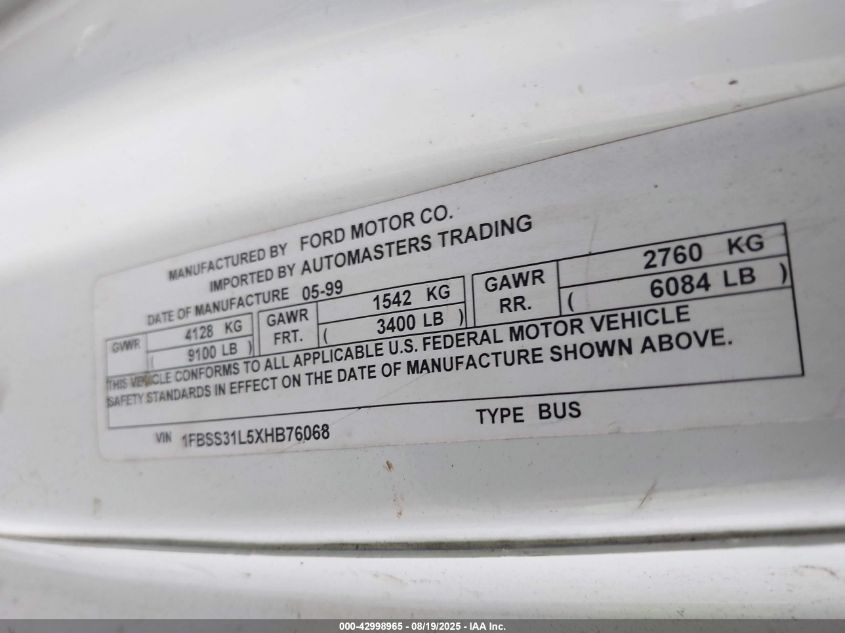 MANUFACTURED BY FORD MOTOR CO.
IMPORTED BY AUTOMASTERS TRADING
DATE OF MANUFACTURE 05-99
GVWR 4128 KG ( 9100 LB )
GAWR FRT. 1542 KG ( 3400 LB )
GAWR RR. 2760 KG ( 6084 LB )
THIS VEHICLE CONFORMS TO ALL APPLICABLE U.S. FEDERAL MOTOR VEHICLE
SAFETY STANDARDS IN EFFECT ON THE DATE OF MANUFACTURE SHOWN ABOVE.
VIN 1FBSS31L5XHB76068 TYPE BUS
000-42998965 - 08/19/2025 - IAA Inc.